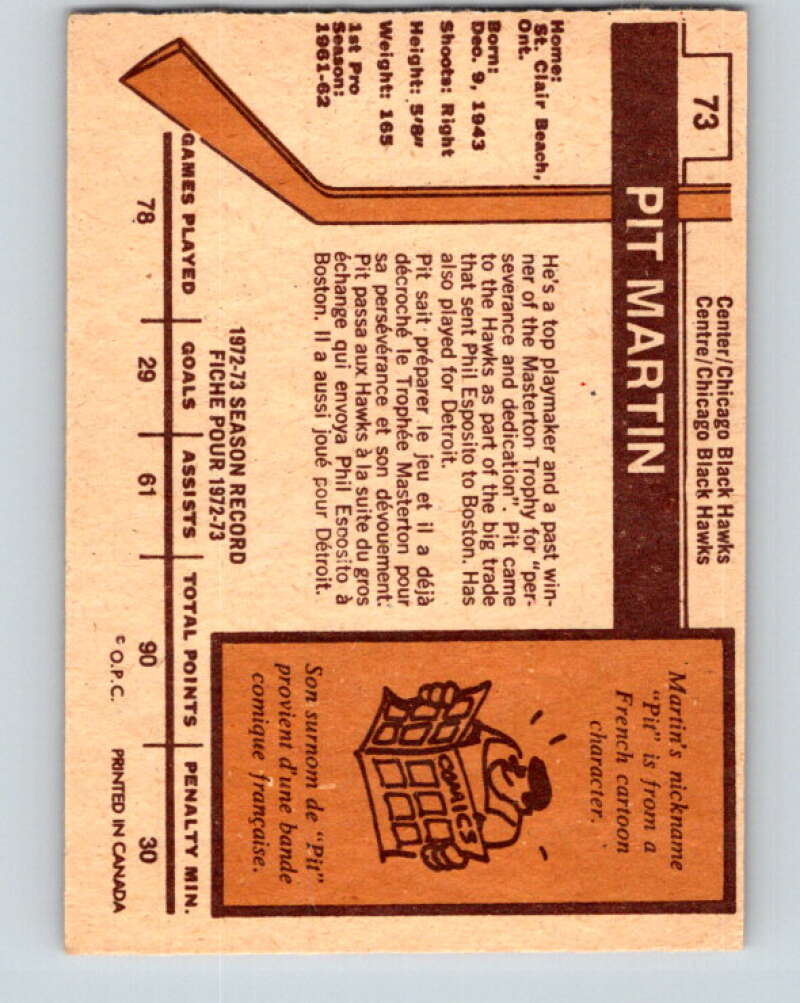 73
Center/Chicago Black Hawks
Centre/Chicago Black Hawks
PIT MARTIN
Home:
St. Clair Beach,
Ont.
Born:
Dec. 9, 1943
Shoots: Right
Height: 5'8"
Weight: 165
1st Pro
Season:
1961-62
He's a top playmaker and a past win-
ner of the Masterton Trophy for "per-
severance and dedication". Pit came
to the Hawks as part of the big trade
that sent Phil Esposito to Boston. Has
also played for Detroit.
Pit sait préparer le jeu et il a déjà
décroché le Trophée Masterton pour
sa persévérance et son dévouement.
Pit passa aux Hawks à la suite du gros
échange qui envoya Phil Esposito à
Boston. Il a aussi joué pour Détroit.
Martin's nickname
"Pit" is from a
French cartoon
character.
COMICS
Son surnom de "Pit"
provient d'une bande
comique française.
1972-73 SEASON RECORD
FICHE POUR 1972-73
GAMES PLAYED GOALS ASSISTS TOTAL POINTS PENALTY MIN.
78 29 61 90 30
© O.P.C. PRINTED IN CANADA